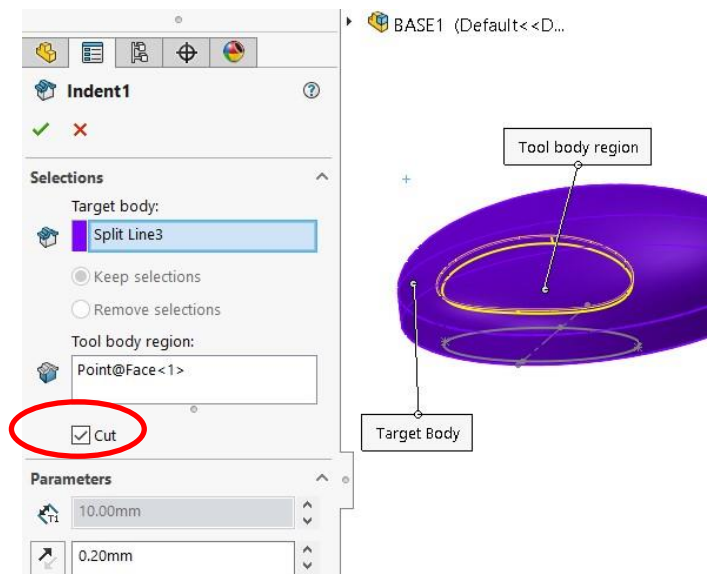 BASE1 (Default<<D...
Indent1
Selections
Target body:
Split Line3
Keep selections
Remove selections
Tool body region:
Point@Face<1>
Cut
Parameters
T1
10.00mm
0.20mm
Tool body region
Target Body